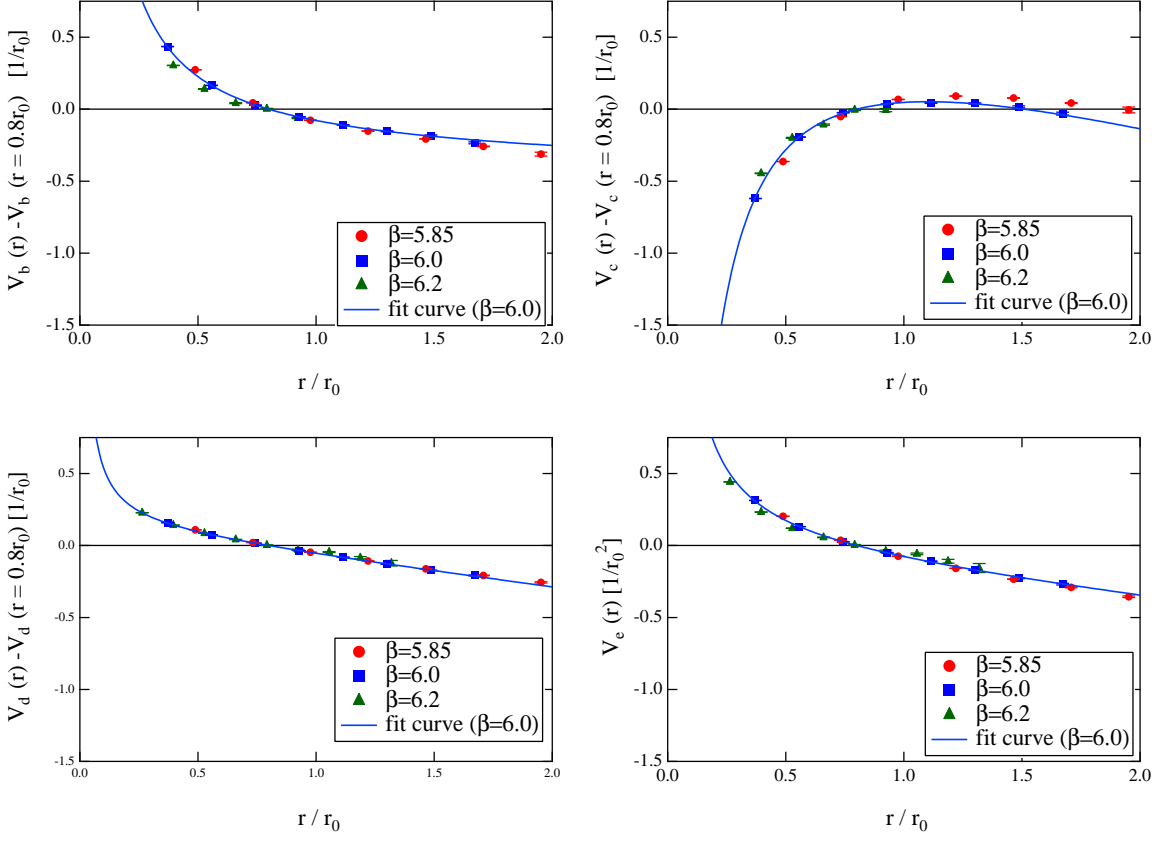 V_b (r) - V_b (r = 0.8r_0) [1/r_0]
0.5
0.0
-0.5
-1.0
-1.5
β=5.85
β=6.0
β=6.2
fit curve (β=6.0)
0.0 0.5 1.0 1.5 2.0
r / r_0
V_c (r) - V_c (r = 0.8r_0) [1/r_0]
0.5
0.0
-0.5
-1.0
-1.5
β=5.85
β=6.0
β=6.2
fit curve (β=6.0)
0.0 0.5 1.0 1.5 2.0
r / r_0
V_d (r) - V_d (r = 0.8r_0) [1/r_0]
0.5
0.0
-0.5
-1.0
-1.5
β=5.85
β=6.0
β=6.2
fit curve (β=6.0)
0.0 0.5 1.0 1.5 2.0
r / r_0
V_e (r) [1/r_0^2]
0.5
0.0
-0.5
-1.0
-1.5
β=5.85
β=6.0
β=6.2
fit curve (β=6.0)
0.0 0.5 1.0 1.5 2.0
r / r_0